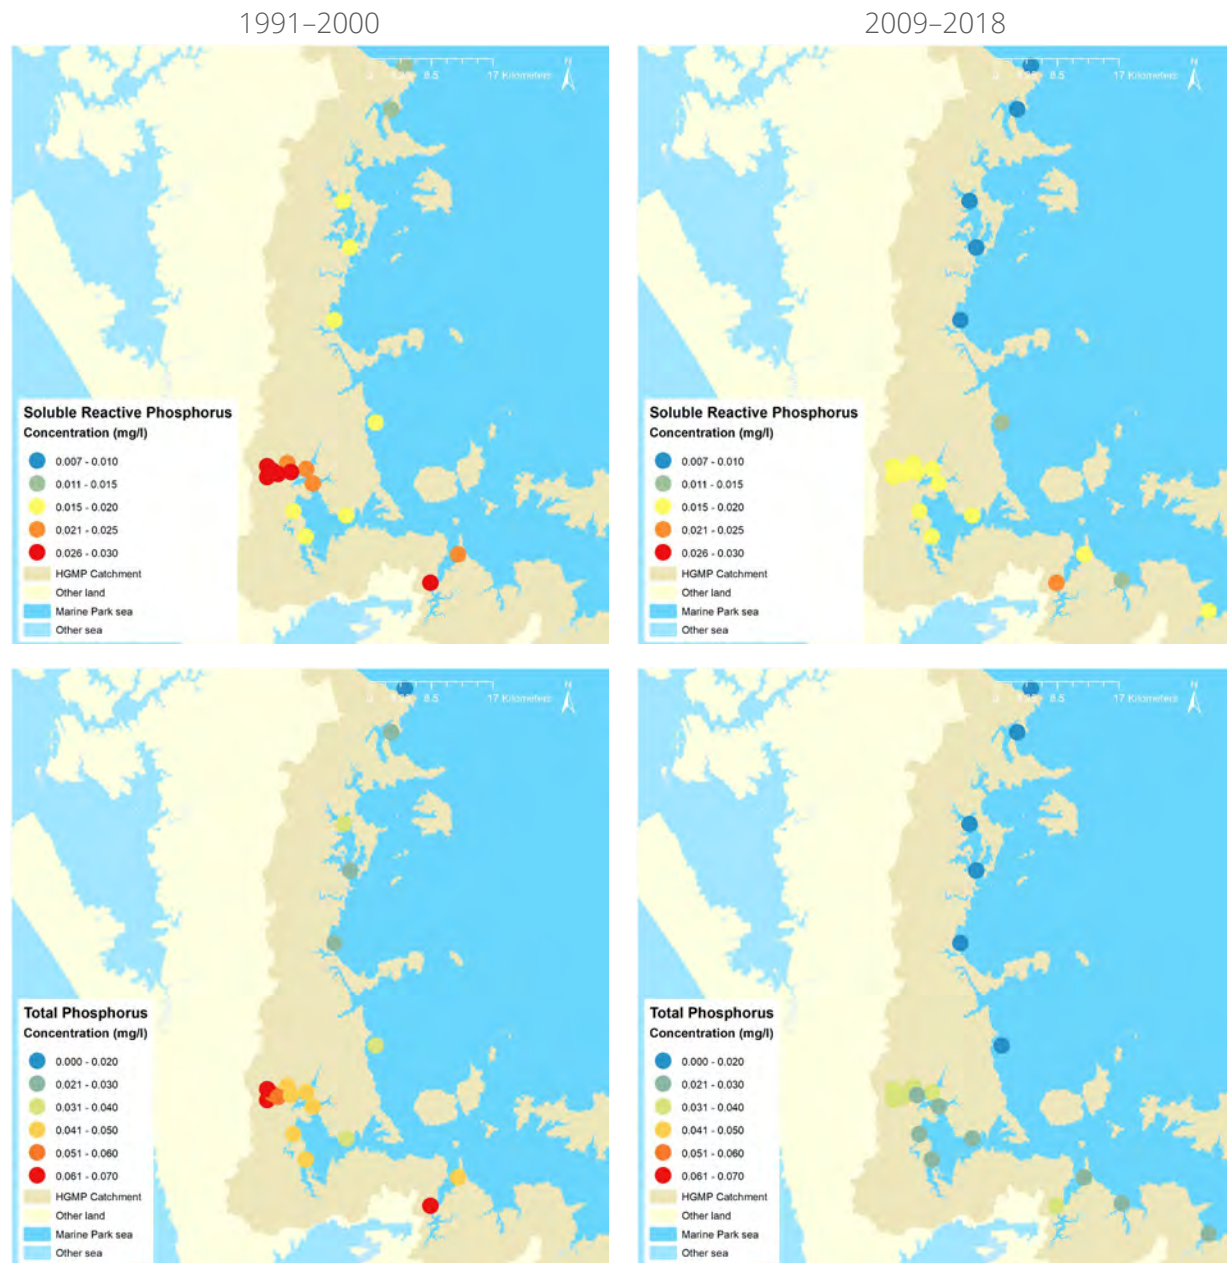 1991–2000
2009–2018
N
8.5 17 Kilometers
Soluble Reactive Phosphorus
Concentration (mg/l)
0.007 - 0.010
0.011 - 0.015
0.015 - 0.020
0.021 - 0.025
0.026 - 0.030
HGMP Catchment
Other land
Marine Park sea
Other sea
N
8.5 17 Kilometers
Soluble Reactive Phosphorus
Concentration (mg/l)
0.007 - 0.010
0.011 - 0.015
0.015 - 0.020
0.021 - 0.025
0.026 - 0.030
HGMP Catchment
Other land
Marine Park sea
Other sea
N
8.5 17 Kilometers
Total Phosphorus
Concentration (mg/l)
0.000 - 0.020
0.021 - 0.030
0.031 - 0.040
0.041 - 0.050
0.051 - 0.060
0.061 - 0.070
HGMP Catchment
Other land
Marine Park sea
Other sea
N
8.5 17 Kilometers
Total Phosphorus
Concentration (mg/l)
0.000 - 0.020
0.021 - 0.030
0.031 - 0.040
0.041 - 0.050
0.051 - 0.060
0.061 - 0.070
HGMP Catchment
Other land
Marine Park sea
Other sea